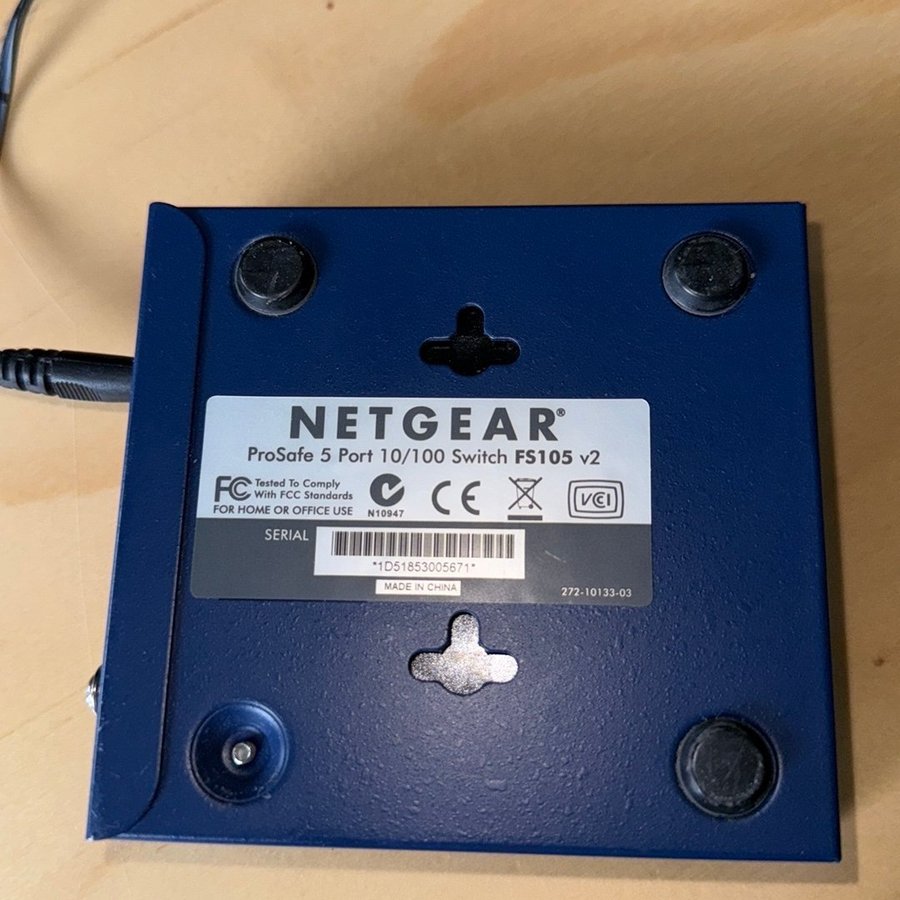 NETGEAR®
ProSafe 5 Port 10/100 Switch FS105 v2
FC Tested To Comply
With FCC Standards
FOR HOME OR OFFICE USE
N10947
CE
VCI
SERIAL
*1D51853005671*
MADE IN CHINA
272-10133-03